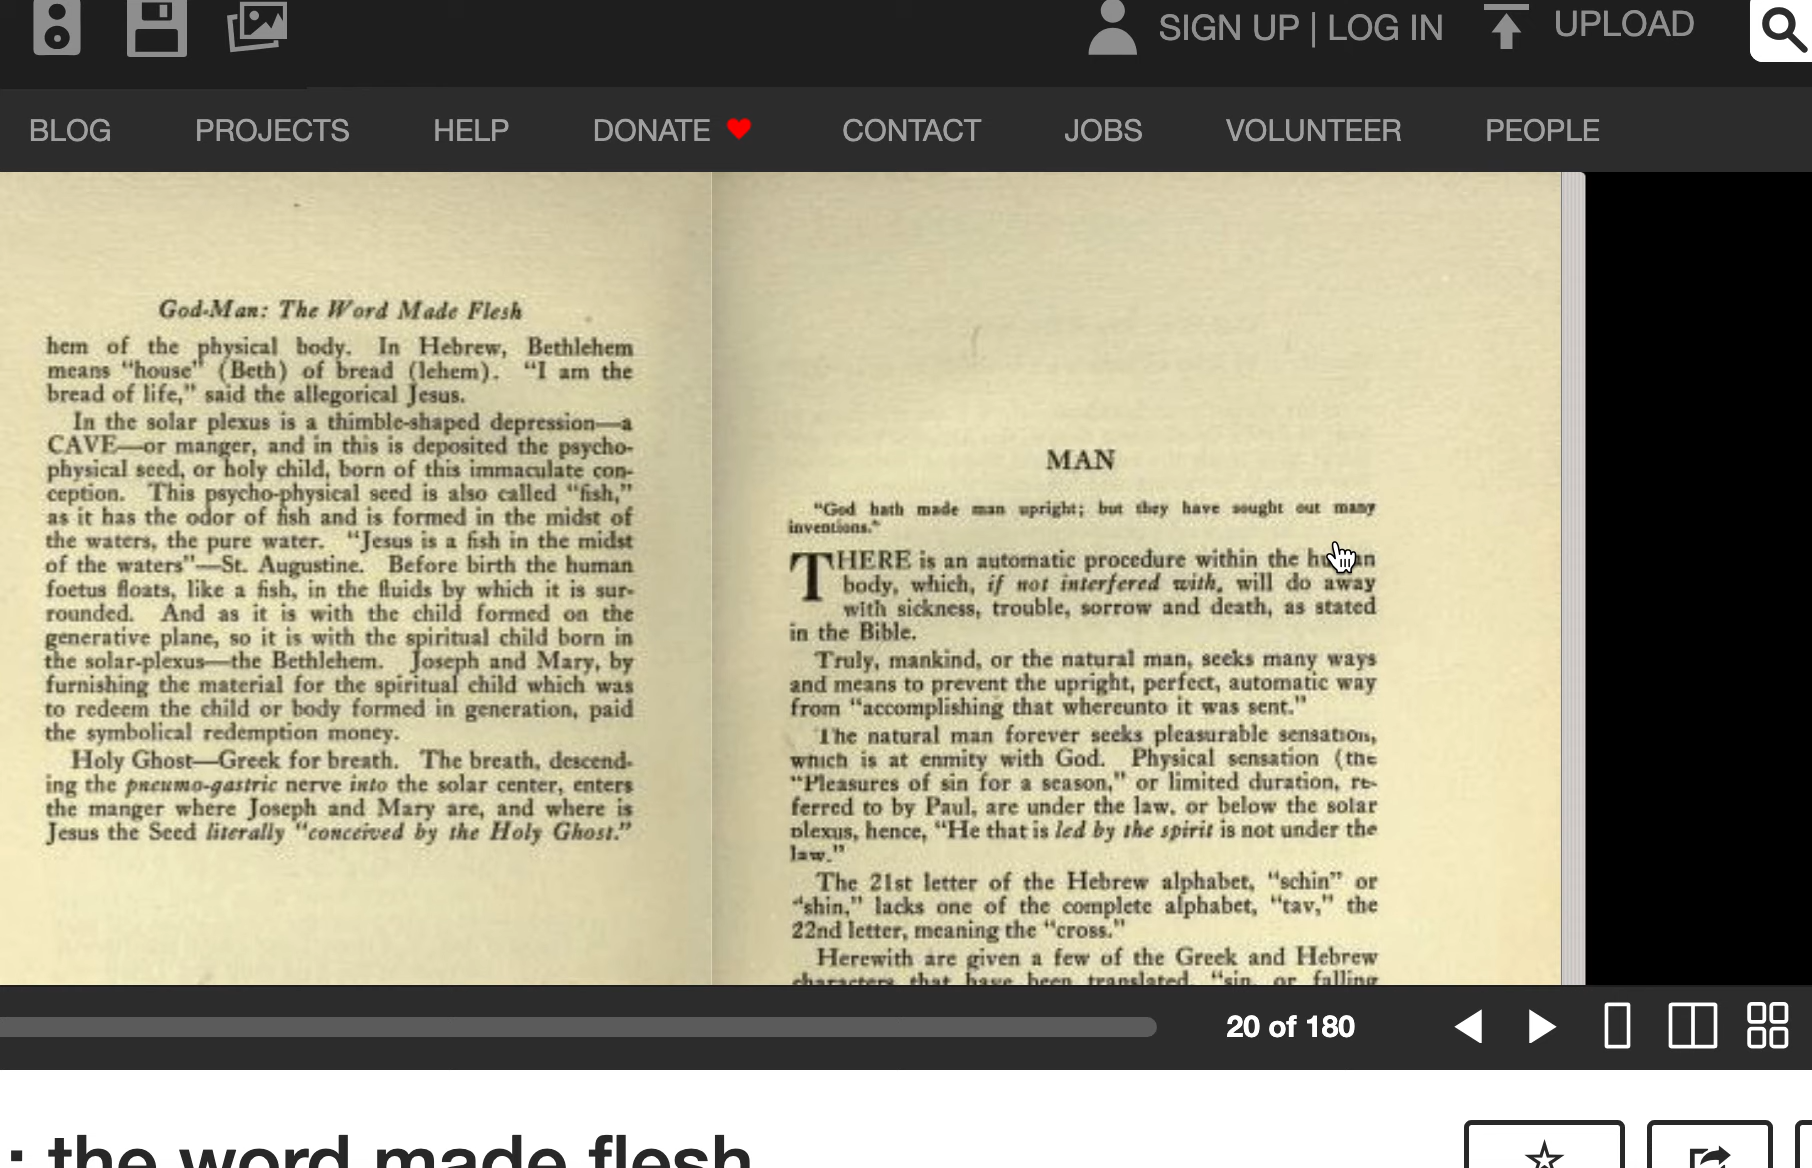 SIGN UP | LOG IN
UPLOAD
BLOG
PROJECTS
HELP
DONATE
CONTACT
JOBS
VOLUNTEER
PEOPLE
God-Man: The Word Made Flesh
hem of the physical body. In Hebrew, Bethlehem
means "house" (Beth) of bread (lehem). "I am the
bread of life," said the allegorical Jesus.
In the solar plexus is a thimble-shaped depression—a
CAVE—or manger, and in this is deposited the psycho-
physical seed, or holy child, born of this immaculate con-
ception. This psycho-physical seed is also called "fish,"
as it has the odor of fish and is formed in the midst of
the waters, the pure water. "Jesus is a fish in the midst
of the waters"—St. Augustine. Before birth the human
foetus floats, like a fish, in the fluids by which it is sur-
rounded. And as it is with the child formed on the
generative plane, so it is with the spiritual child born in
the solar-plexus—the Bethlehem. Joseph and Mary, by
furnishing the material for the spiritual child which was
to redeem the child or body formed in generation, paid
the symbolical redemption money.
Holy Ghost—Greek for breath. The breath, descend-
ing the pneumo-gastric nerve into the solar center, enters
the manger where Joseph and Mary are, and where is
Jesus the Seed literally "conceived by the Holy Ghost."
MAN
"God hath made man upright; but they have sought out many
inventions."
THERE is an automatic procedure within the human
body, which, if not interfered with, will do away
with sickness, trouble, sorrow and death, as stated
in the Bible.
Truly, mankind, or the natural man, seeks many ways
and means to prevent the upright, perfect, automatic way
from "accomplishing that whereunto it was sent."
The natural man forever seeks pleasurable sensation,
which is at enmity with God. Physical sensation (the
"Pleasures of sin for a season," or limited duration, re-
ferred to by Paul, are under the law, or below the solar
plexus, hence, "He that is led by the spirit is not under the
law."
The 21st letter of the Hebrew alphabet, "schin" or
"shin," lacks one of the complete alphabet, "tav," the
22nd letter, meaning the "cross."
Herewith are given a few of the Greek and Hebrew
characters that have been translated, "sin, or falling
20 of 180
: the word made flesh